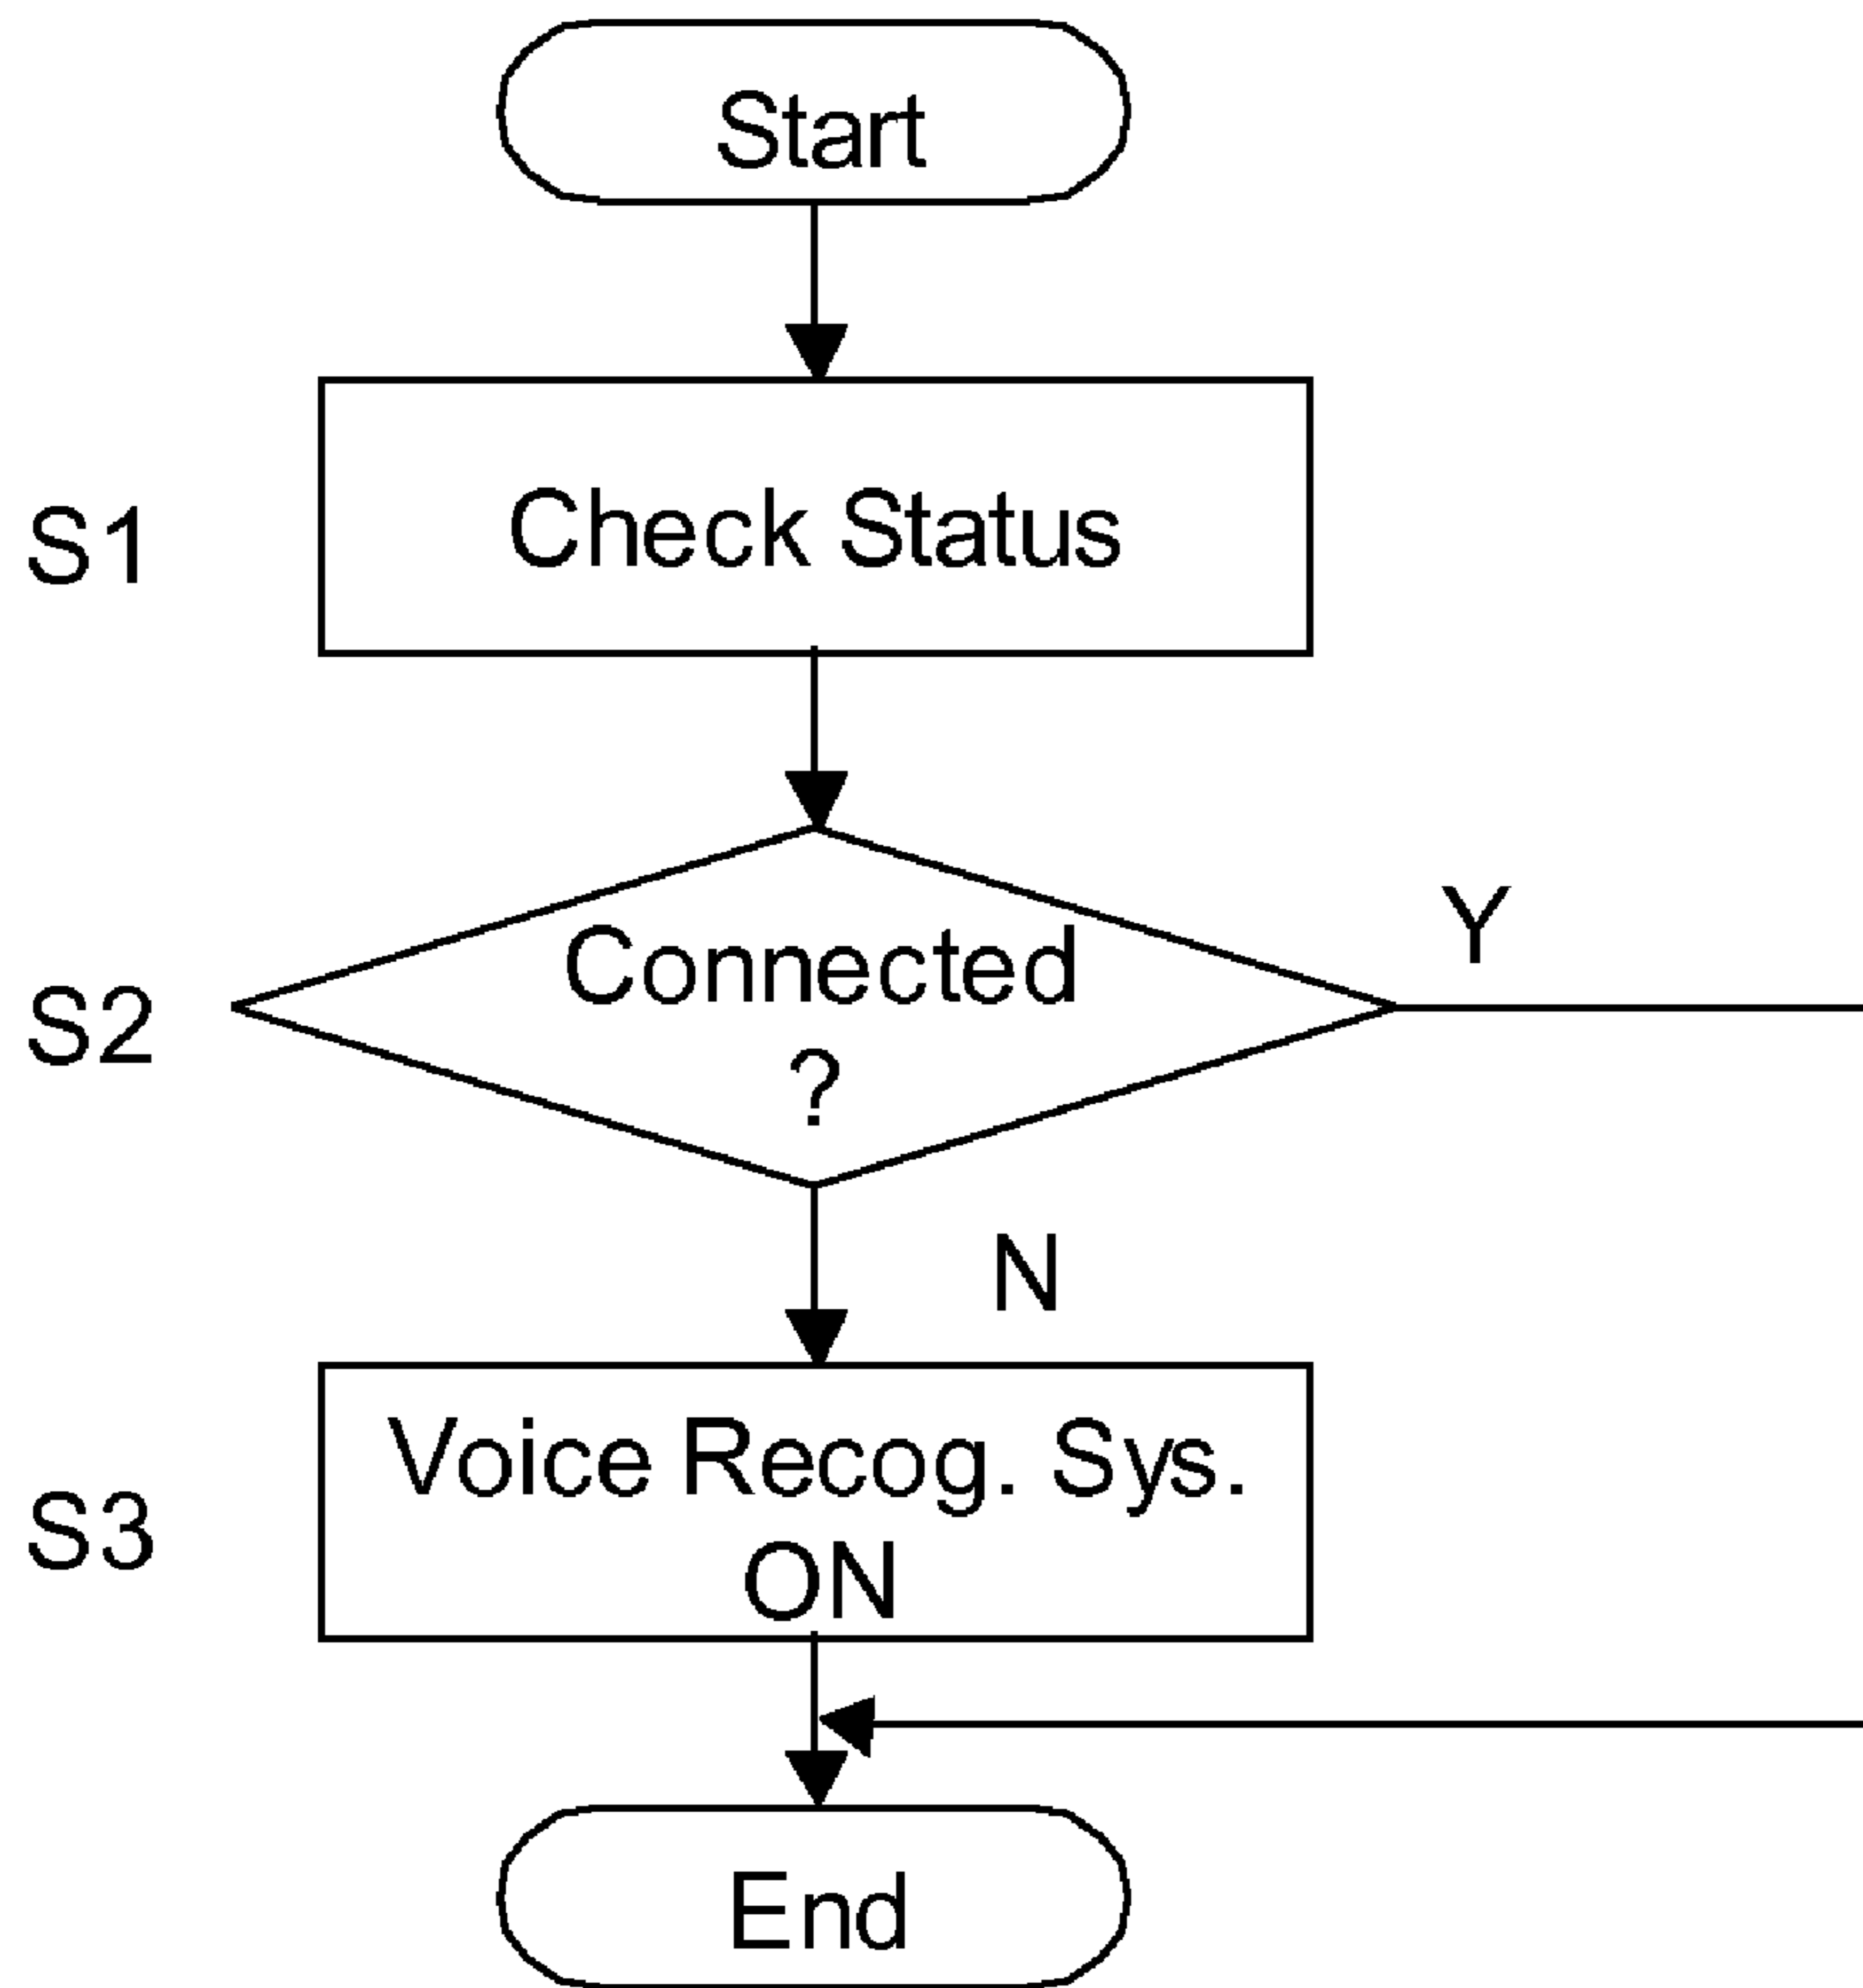 Start
S1
Check Status
S2
Connected
?
Y
N
S3
Voice Recog. Sys.
ON
End